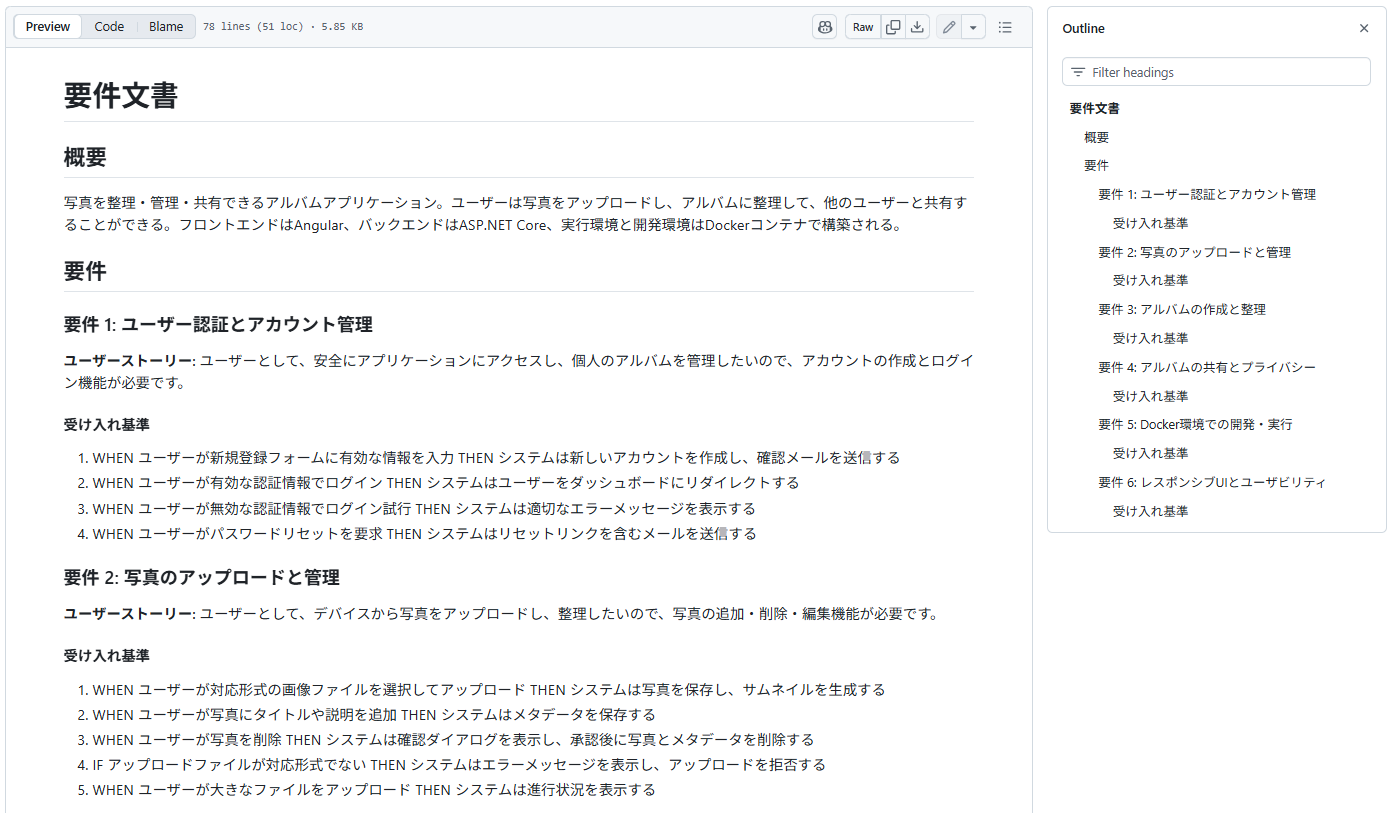 Preview Code Blame 78 lines (51 loc) · 5.85 KB Raw
要件文書
概要
写真を整理・管理・共有できるアルバムアプリケーション。ユーザーは写真をアップロードし、アルバムに整理して、他のユーザーと共有す
ることができる。フロントエンドはAngular、バックエンドはASP.NET Core、実行環境と開発環境はDockerコンテナで構築される。
要件
要件 1: ユーザー認証とアカウント管理
ユーザーストーリー: ユーザーとして、安全にアプリケーションにアクセスし、個人のアルバムを管理したいので、アカウントの作成とログイ
ン機能が必要です。
受け入れ基準
1. WHEN ユーザーが新規登録フォームに有効な情報を入力 THEN システムは新しいアカウントを作成し、確認メールを送信する
2. WHEN ユーザーが有効な認証情報でログイン THEN システムはユーザーをダッシュボードにリダイレクトする
3. WHEN ユーザーが無効な認証情報でログイン試行 THEN システムは適切なエラーメッセージを表示する
4. WHEN ユーザーがパスワードリセットを要求 THEN システムはリセットリンクを含むメールを送信する
要件 2: 写真のアップロードと管理
ユーザーストーリー: ユーザーとして、デバイスから写真をアップロードし、整理したいので、写真の追加・削除・編集機能が必要です。
受け入れ基準
1. WHEN ユーザーが対応形式の画像ファイルを選択してアップロード THEN システムは写真を保存し、サムネイルを生成する
2. WHEN ユーザーが写真にタイトルや説明を追加 THEN システムはメタデータを保存する
3. WHEN ユーザーが写真を削除 THEN システムは確認ダイアログを表示し、承認後に写真とメタデータを削除する
4. IF アップロードファイルが対応形式でない THEN システムはエラーメッセージを表示し、アップロードを拒否する
5. WHEN ユーザーが大きなファイルをアップロード THEN システムは進行状況を表示する
Outline
Filter headings
要件文書
概要
要件
要件 1: ユーザー認証とアカウント管理
受け入れ基準
要件 2: 写真のアップロードと管理
受け入れ基準
要件 3: アルバムの作成と整理
受け入れ基準
要件 4: アルバムの共有とプライバシー
受け入れ基準
要件 5: Docker環境での開発・実行
受け入れ基準
要件 6: レスポンシブUIとユーザビリティ
受け入れ基準